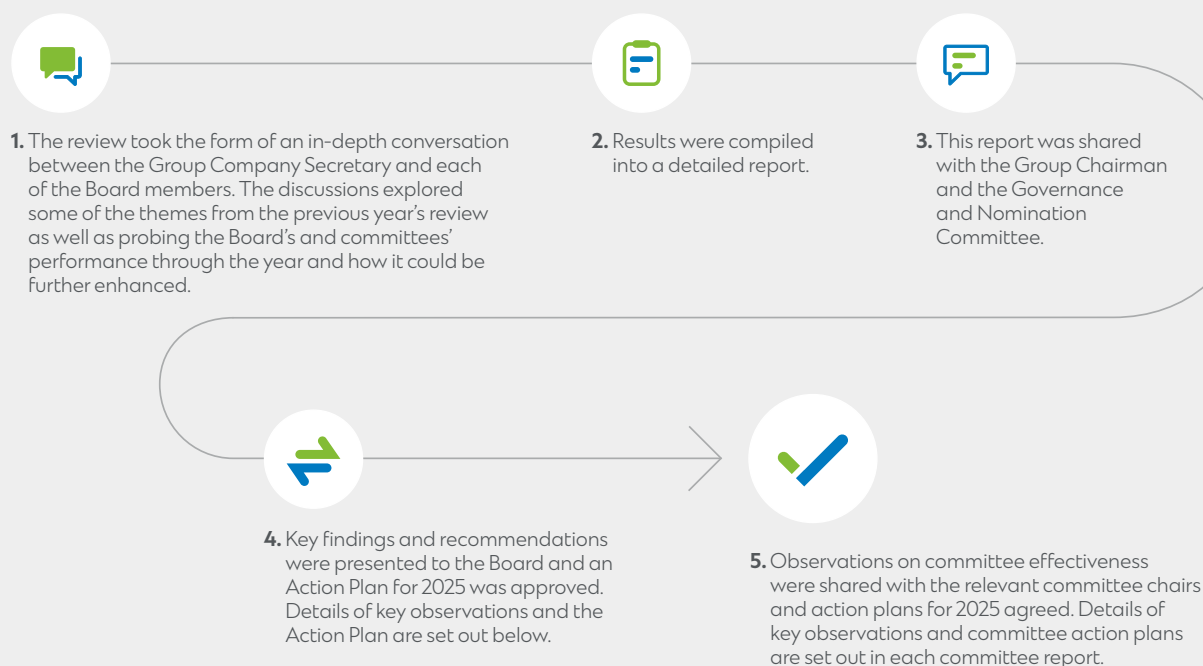 1. The review took the form of an in-depth conversation
between the Group Company Secretary and each
of the Board members. The discussions explored
some of the themes from the previous year’s review
as well as probing the Board’s and committees’
performance through the year and how it could be
further enhanced.
2. Results were compiled
into a detailed report.
3. This report was shared
with the Group Chairman
and the Governance
and Nomination
Committee.
4. Key findings and recommendations
were presented to the Board and an
Action Plan for 2025 was approved.
Details of key observations and the
Action Plan are set out below.
5. Observations on committee effectiveness
were shared with the relevant committee chairs
and action plans for 2025 agreed. Details of
key observations and committee action plans
are set out in each committee report.